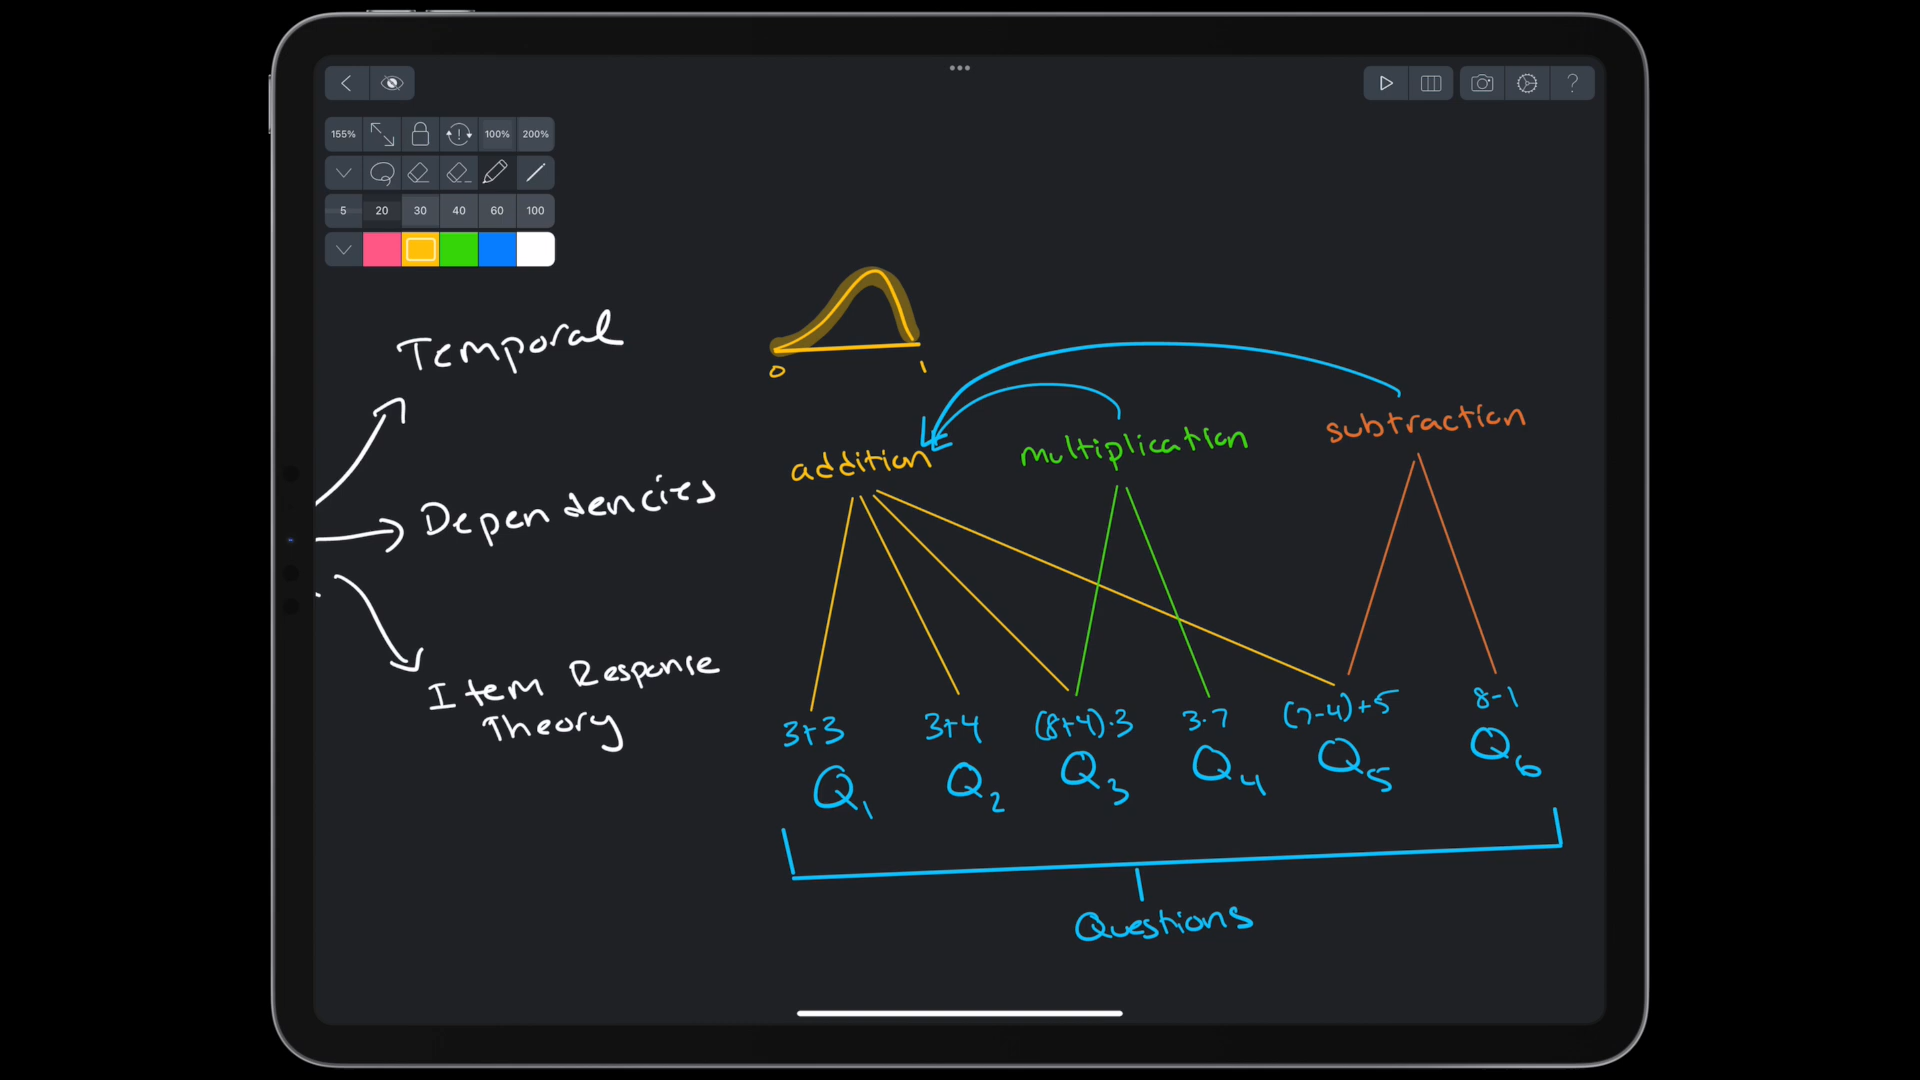 155%
100%
200%
5
20
30
40
60
100
?
Temporal
Dependencies
Item Response
Theory
0
1
addition
multiplication
subtraction
3+3
3+4
(8+4)·3
3·7
(7-4)+5
8-1
Q1
Q2
Q3
Q4
Q5
Q6
Questions